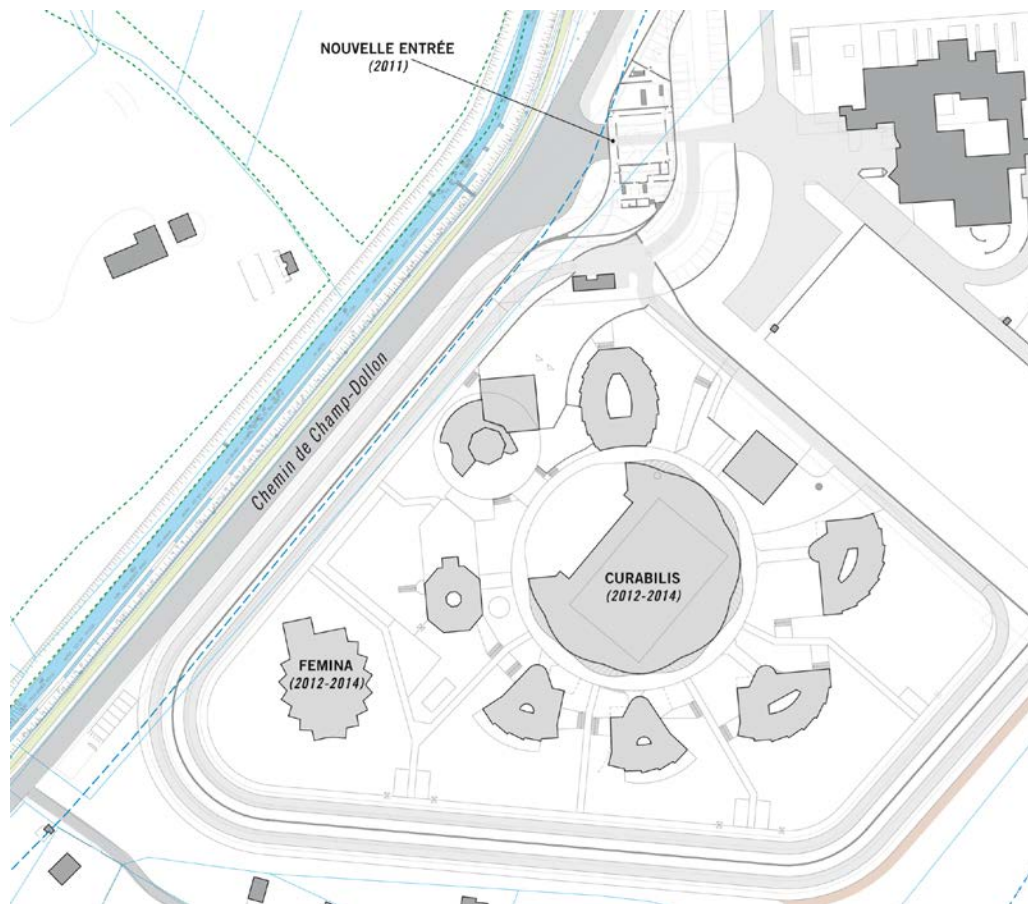 NOUVELLE ENTRÉE
(2011)
Chemin de Champ-Dollon
CURABILIS
(2012-2014)
FEMINA
(2012-2014)